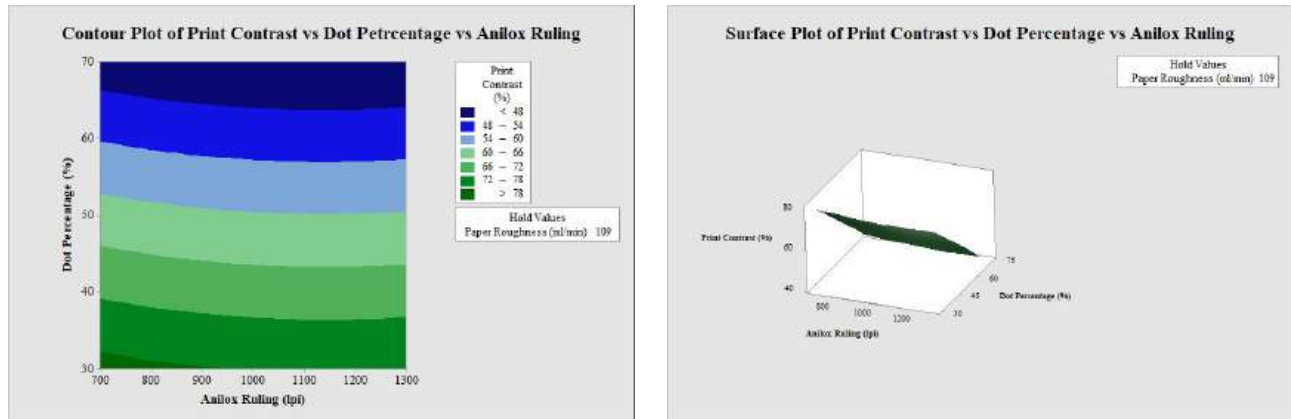 Contour Plot of Print Contrast vs Dot Petrcentage vs Anilox Ruling
Print
Contrast
(%)
< 48
48 – 54
54 – 60
60 – 66
66 – 72
72 – 78
> 78
Hold Values
Paper Roughness (ml/min) 109
70
60
50
40
30
Dot Percentage (%)
700 800 900 1000 1100 1200 1300
Anilox Ruling (lpi)
Surface Plot of Print Contrast vs Dot Percentage vs Anilox Ruling
Hold Values
Paper Roughness (ml/min) 109
80
Print Contrast (%)
60
40
75
60
45
30
Dot Percentage (%)
800 1000 1200
Anilox Ruling (lpi)